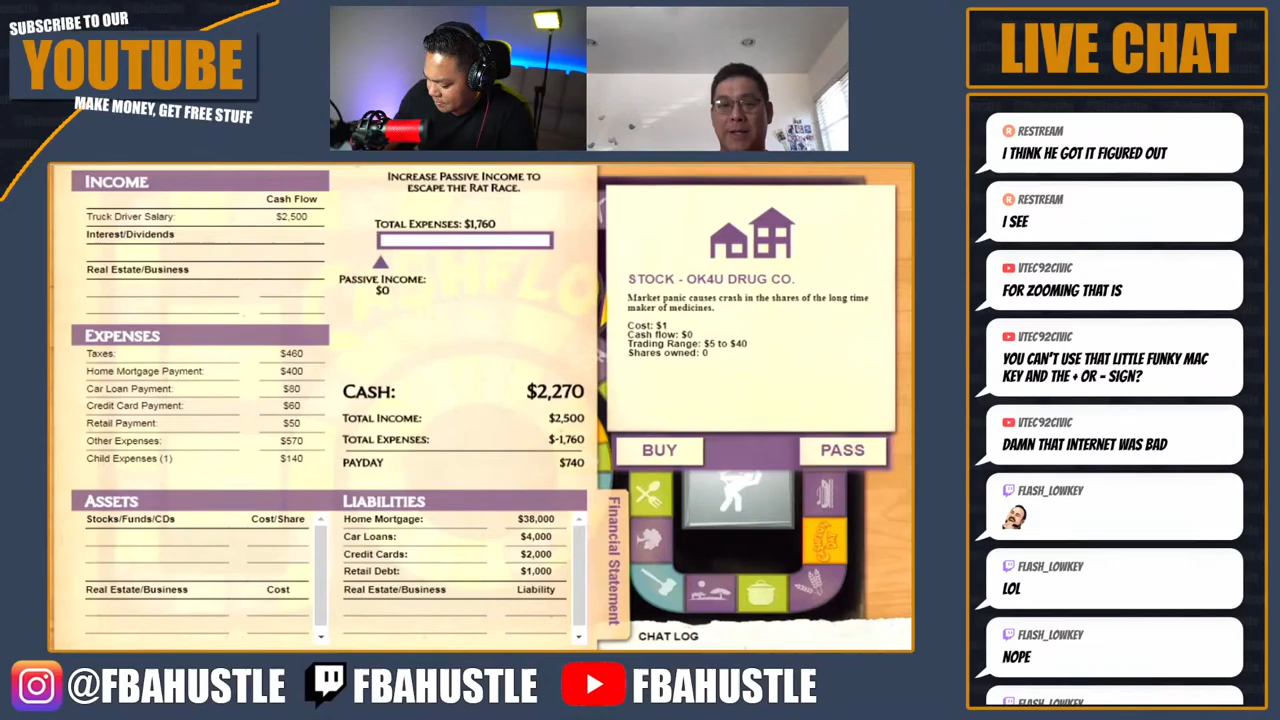 SUBSCRIBE TO OUR
YOUTUBE
MAKE MONEY, GET FREE STUFF
INCOME
Cash Flow
Truck Driver Salary: $2,500
Interest/Dividends
Real Estate/Business
EXPENSES
Taxes: $460
Home Mortgage Payment: $400
Car Loan Payment: $80
Credit Card Payment: $60
Retail Payment: $50
Other Expenses: $570
Child Expenses (1) $140
ASSETS
Stocks/Funds/CDs Cost/Share
Real Estate/Business Cost
INCREASE PASSIVE INCOME TO
ESCAPE THE RAT RACE.
TOTAL EXPENSES: $1,760
PASSIVE INCOME:
$0
CASH: $2,270
TOTAL INCOME: $2,500
TOTAL EXPENSES: $-1,760
PAYDAY $740
LIABILITIES
Home Mortgage: $38,000
Car Loans: $4,000
Credit Cards: $2,000
Retail Debt: $1,000
Real Estate/Business Liability
Financial Statement
STOCK - OK4U DRUG CO.
Market panic causes crash in the shares of the long time
maker of medicines.
Cost: $1
Cash flow: $0
Trading Range: $5 to $40
Shares owned: 0
BUY PASS
CHAT LOG
LIVE CHAT
RESTREAM
I THINK HE GOT IT FIGURED OUT
RESTREAM
I SEE
VTEC92CIVIC
FOR ZOOMING THAT IS
VTEC92CIVIC
YOU CAN'T USE THAT LITTLE FUNKY MAC
KEY AND THE + OR - SIGN?
VTEC92CIVIC
DAMN THAT INTERNET WAS BAD
FLASH_LOWKEY
FLASH_LOWKEY
LOL
FLASH_LOWKEY
NOPE
@FBAHUSTLE FBAHUSTLE FBAHUSTLE